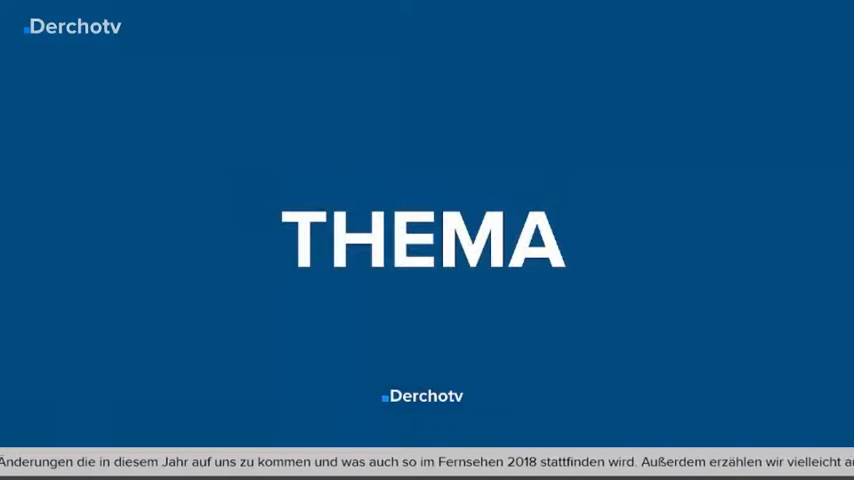 Derchotv
THEMA
Derchotv
Änderungen die in diesem Jahr auf uns zu kommen und was auch so im Fernsehen 2018 stattfinden wird. Außerdem erzählen wir vielleicht